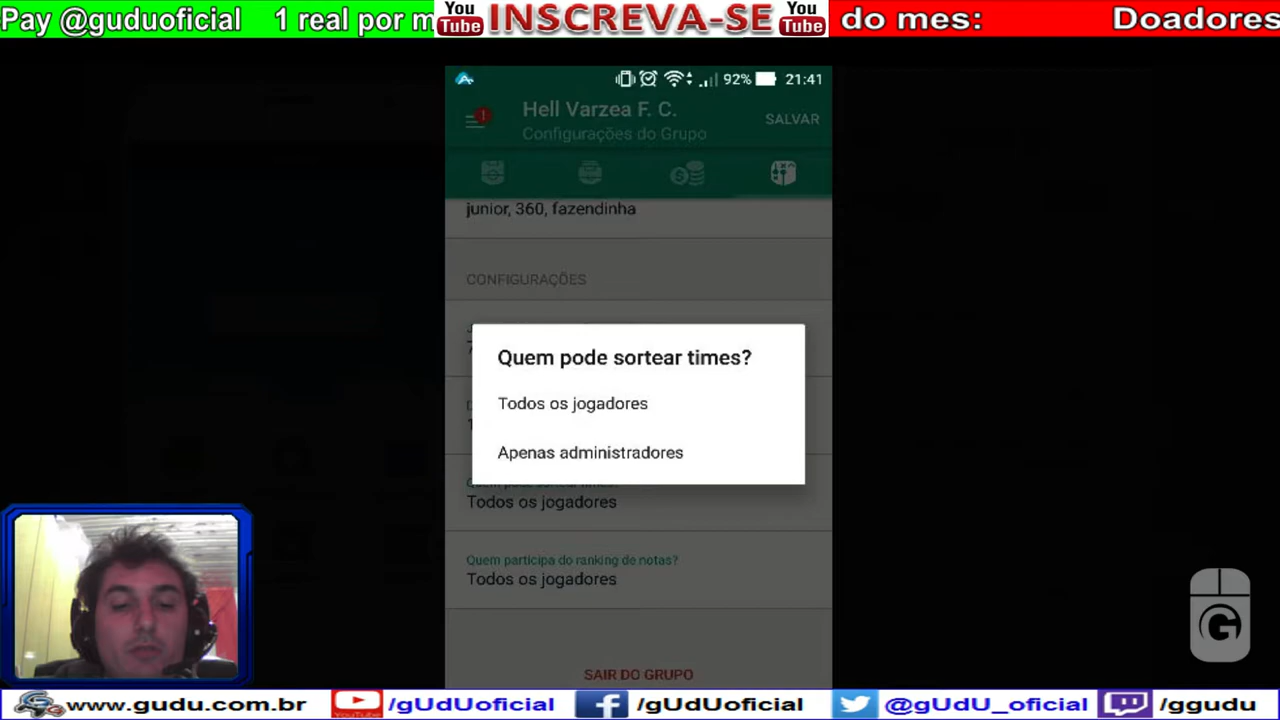 Pay @guduoficial 1 real por m
You Tube INSCREVA-SE You Tube
do mes: Doadores
92% 21:41
Hell Varzea F. C.
Configurações do Grupo
SALVAR
junior, 360, fazendinha
CONFIGURAÇÕES
Quem pode sortear times?
Todos os jogadores
Apenas administradores
Todos os jogadores
Quem participa do ranking de notas?
Todos os jogadores
SAIR DO GRUPO
G
www.gudu.com.br YouTube /gUdUoficial /gUdUoficial @gUdU_oficial /ggudu